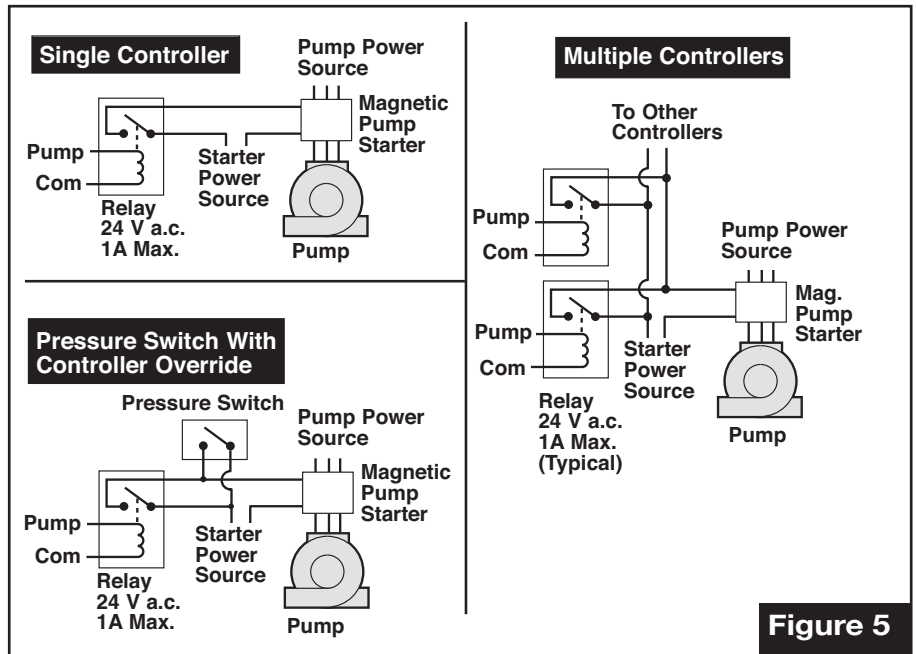 Single Controller
Pump Power
Source
Magnetic
Pump
Starter
Pump
Com
Starter
Power
Source
Relay
24 V a.c.
1A Max.
Pump
Pressure Switch With
Controller Override
Pressure Switch
Pump Power
Source
Magnetic
Pump
Starter
Pump
Com
Starter
Power
Source
Relay
24 V a.c.
1A Max.
Pump
Multiple Controllers
To Other
Controllers
Pump
Com
Pump Power
Source
Mag.
Pump
Starter
Pump
Com
Starter
Power
Source
Relay
24 V a.c.
1A Max.
(Typical)
Pump
Figure 5